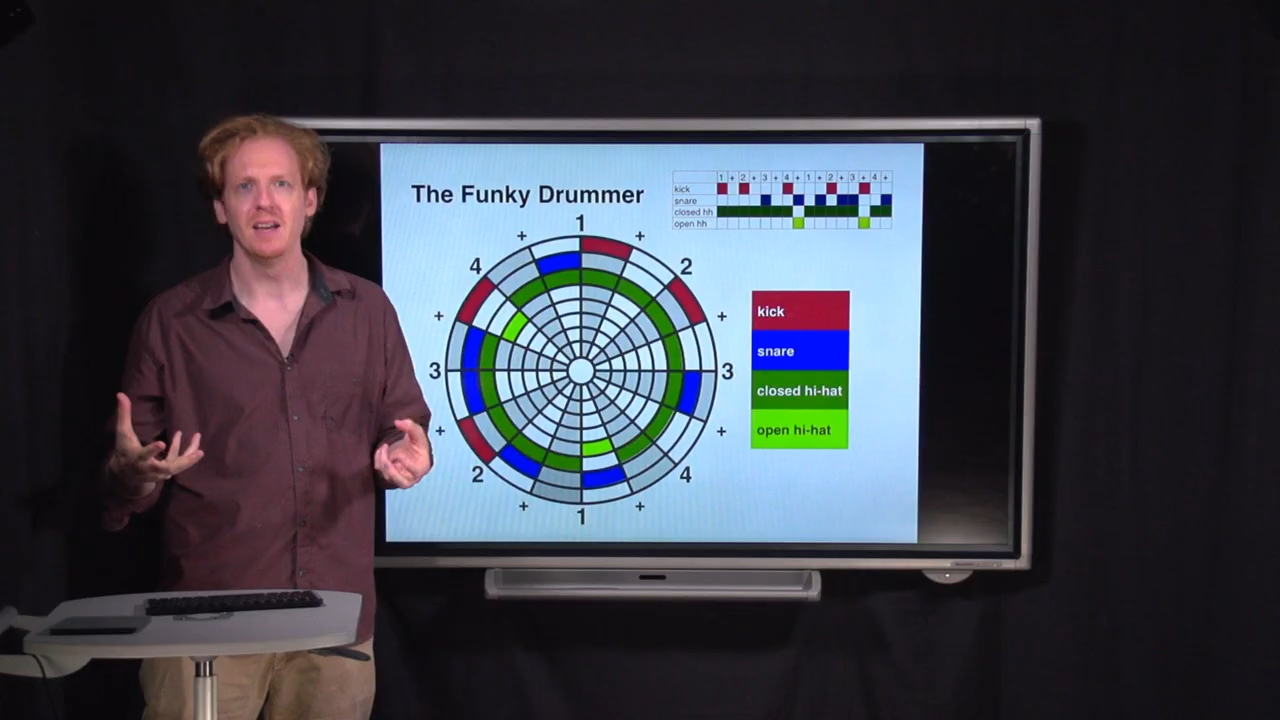 The Funky Drummer
1 + 2 + 3 + 4 + 1 + 2 + 3 + 4 +
kick
snare
closed hh
open hh
1
+ +
4 2
+ +
3 3
+ +
2 4
+ +
1
kick
snare
closed hi-hat
open hi-hat